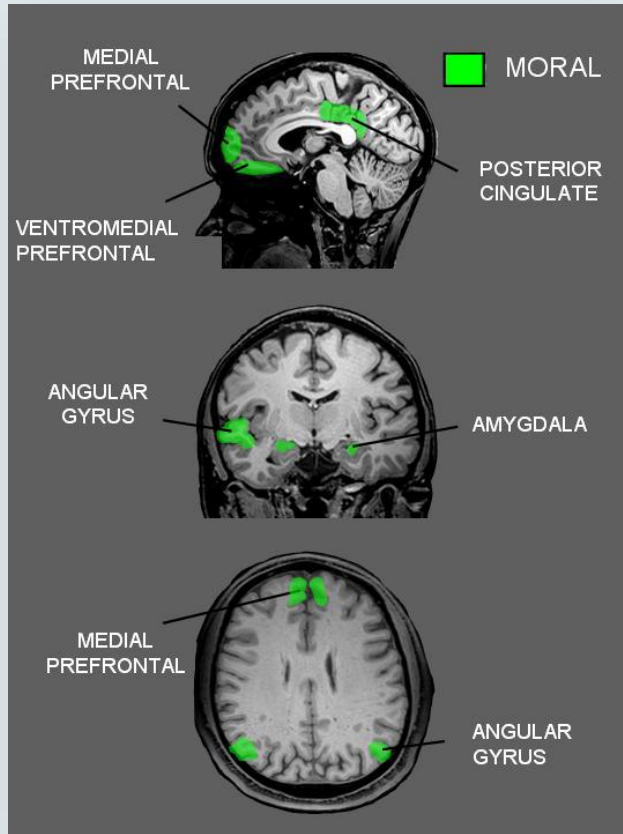 MEDIAL
PREFRONTAL
MORAL
POSTERIOR
CINGULATE
VENTROMEDIAL
PREFRONTAL
ANGULAR
GYRUS
AMYGDALA
MEDIAL
PREFRONTAL
ANGULAR
GYRUS